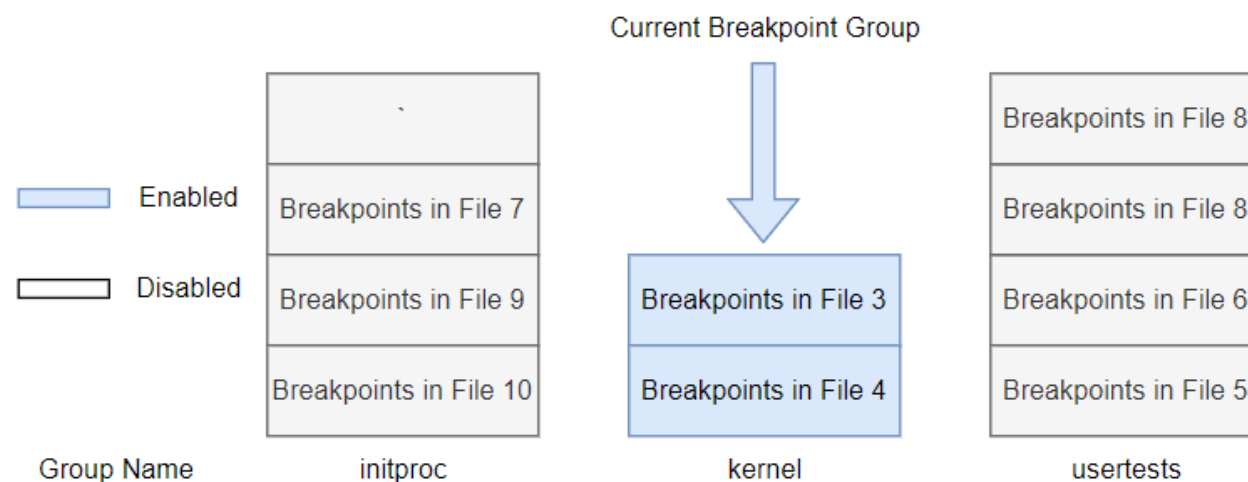 Current Breakpoint Group
`
Breakpoints in File 8
Enabled
Breakpoints in File 7
Breakpoints in File 8
Disabled
Breakpoints in File 9
Breakpoints in File 3
Breakpoints in File 6
Breakpoints in File 10
Breakpoints in File 4
Breakpoints in File 5
Group Name
initproc
kernel
usertests